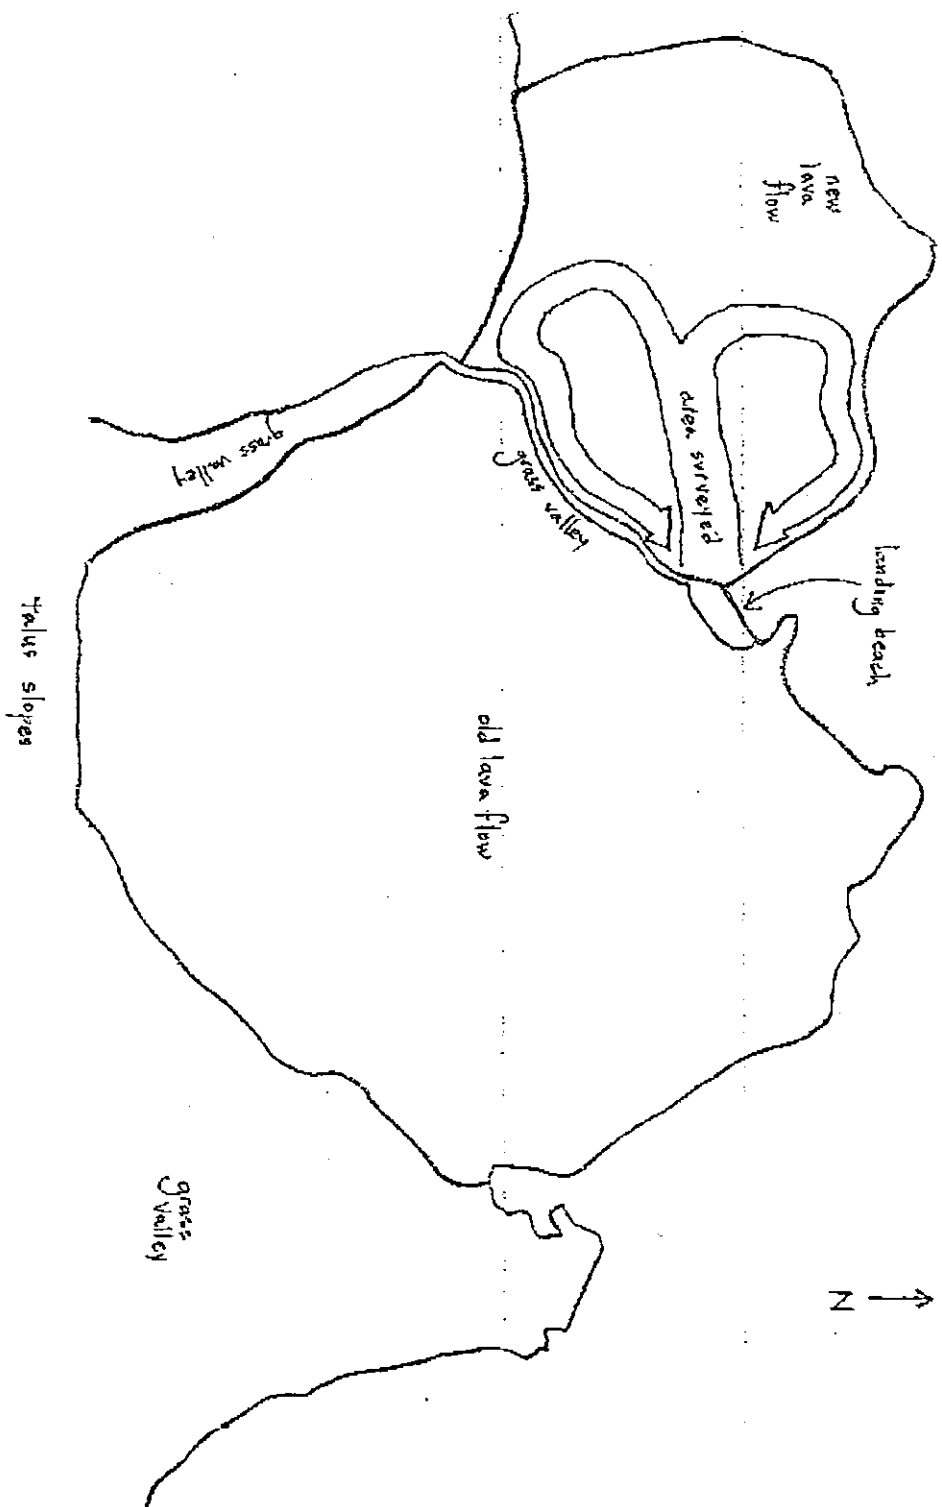 new
lava
flow
area surveyed
landing beach
grass valley
grass valley
old lava flow
Talus slopes
grass
valley
N